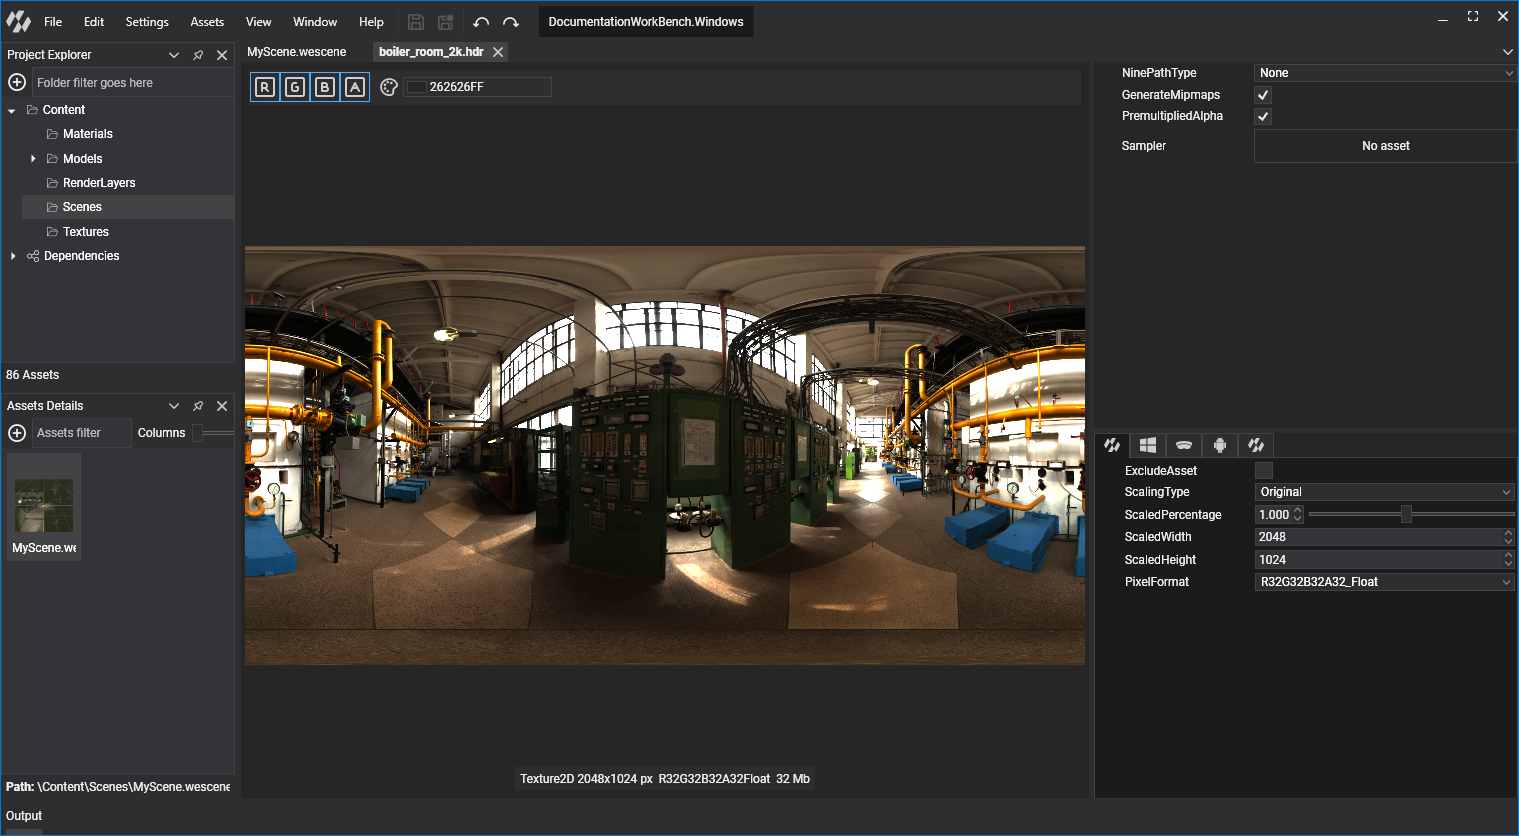 File Edit Settings Assets View Window Help DocumentationWorkBench.Windows
Project Explorer
Folder filter goes here
Content
Materials
Models
RenderLayers
Scenes
Textures
Dependencies
86 Assets
Assets Details
Assets filter Columns
MyScene.we
Path: \Content\Scenes\MyScene.wescene
Output
MyScene.wescene boiler_room_2k.hdr
R G B A 262626FF
Texture2D 2048x1024 px R32G32B32A32Float 32 Mb
NinePathType None
GenerateMipmaps
PremultipliedAlpha
Sampler No asset
ExcludeAsset
ScalingType Original
ScaledPercentage 1.000
ScaledWidth 2048
ScaledHeight 1024
PixelFormat R32G32B32A32_Float